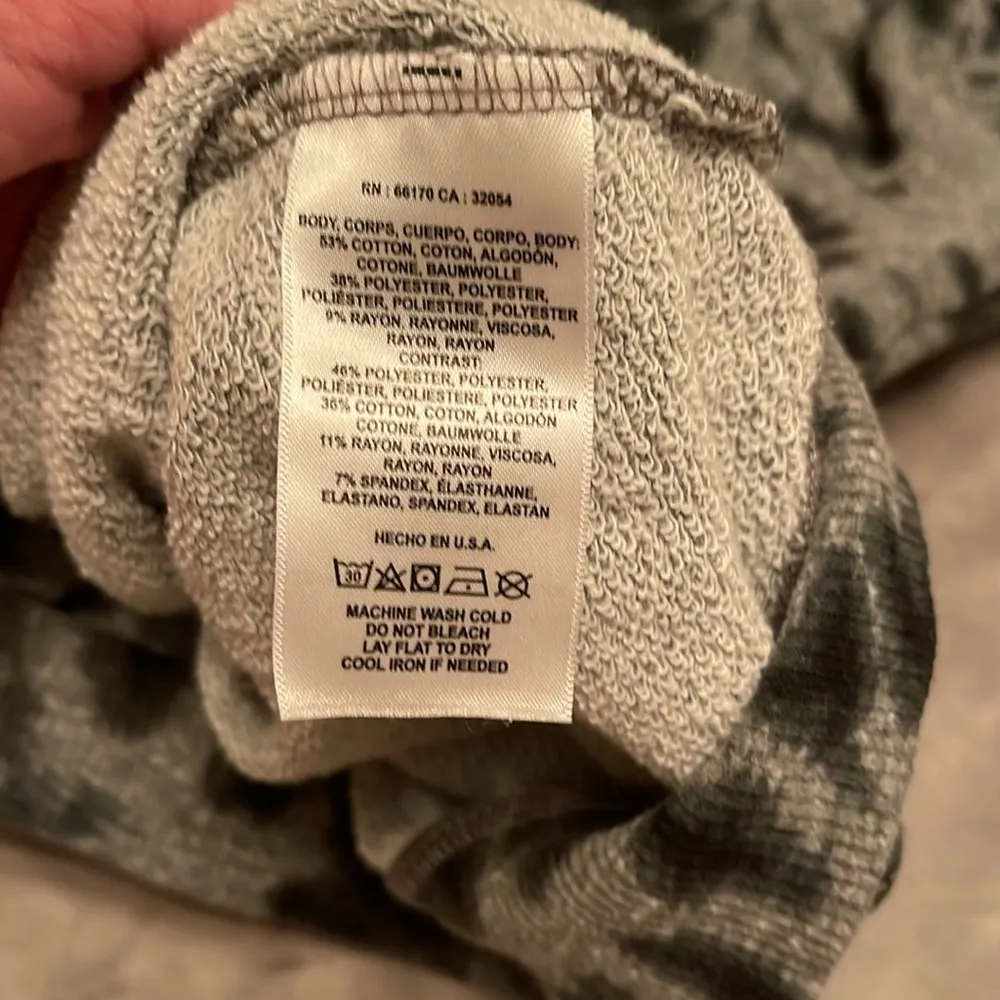 RN : 66170 CA : 32054
BODY, CORPS, CUERPO, CORPO, BODY:
53% COTTON, COTON, ALGODÓN,
COTONE, BAUMWOLLE
38% POLYESTER, POLYESTER,
POLIÉSTER, POLIESTERE, POLYESTER
9% RAYON, RAYONNE, VISCOSA,
RAYON, RAYON
CONTRAST
46% POLYESTER, POLYESTER,
POLIÉSTER, POLIESTERE, POLYESTER
36% COTTON, COTON, ALGODÓN
COTONE, BAUMWOLLE
11% RAYON, RAYONNE, VISCOSA,
RAYON, RAYON
7% SPANDEX, ÉLASTHANNE,
ELASTANO, SPANDEX, ELASTAN
HECHO EN U.S.A.
30
MACHINE WASH COLD
DO NOT BLEACH
LAY FLAT TO DRY
COOL IRON IF NEEDED